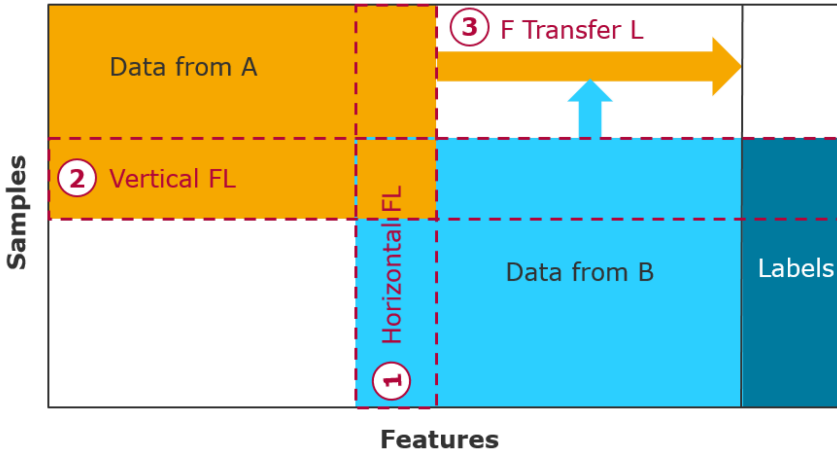 3 F Transfer L
Data from A
2 Vertical FL
Samples
1 Horizontal FL
Data from B
Labels
Features